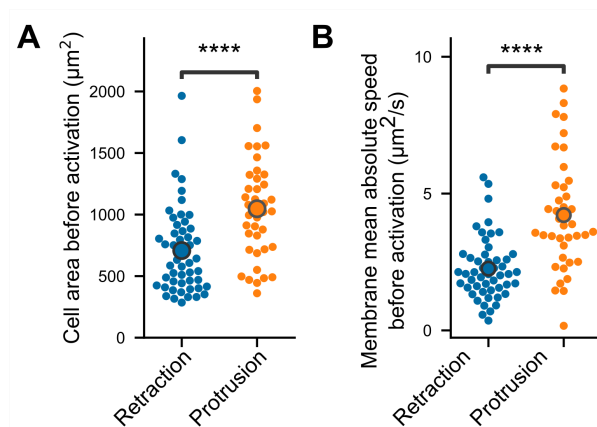 A
Cell area before activation (µm²)
2000
1500
1000
500
0
****
Retraction
Protrusion
B
Membrane mean absolute speed
before activation (µm²/s)
10
5
0
****
Retraction
Protrusion